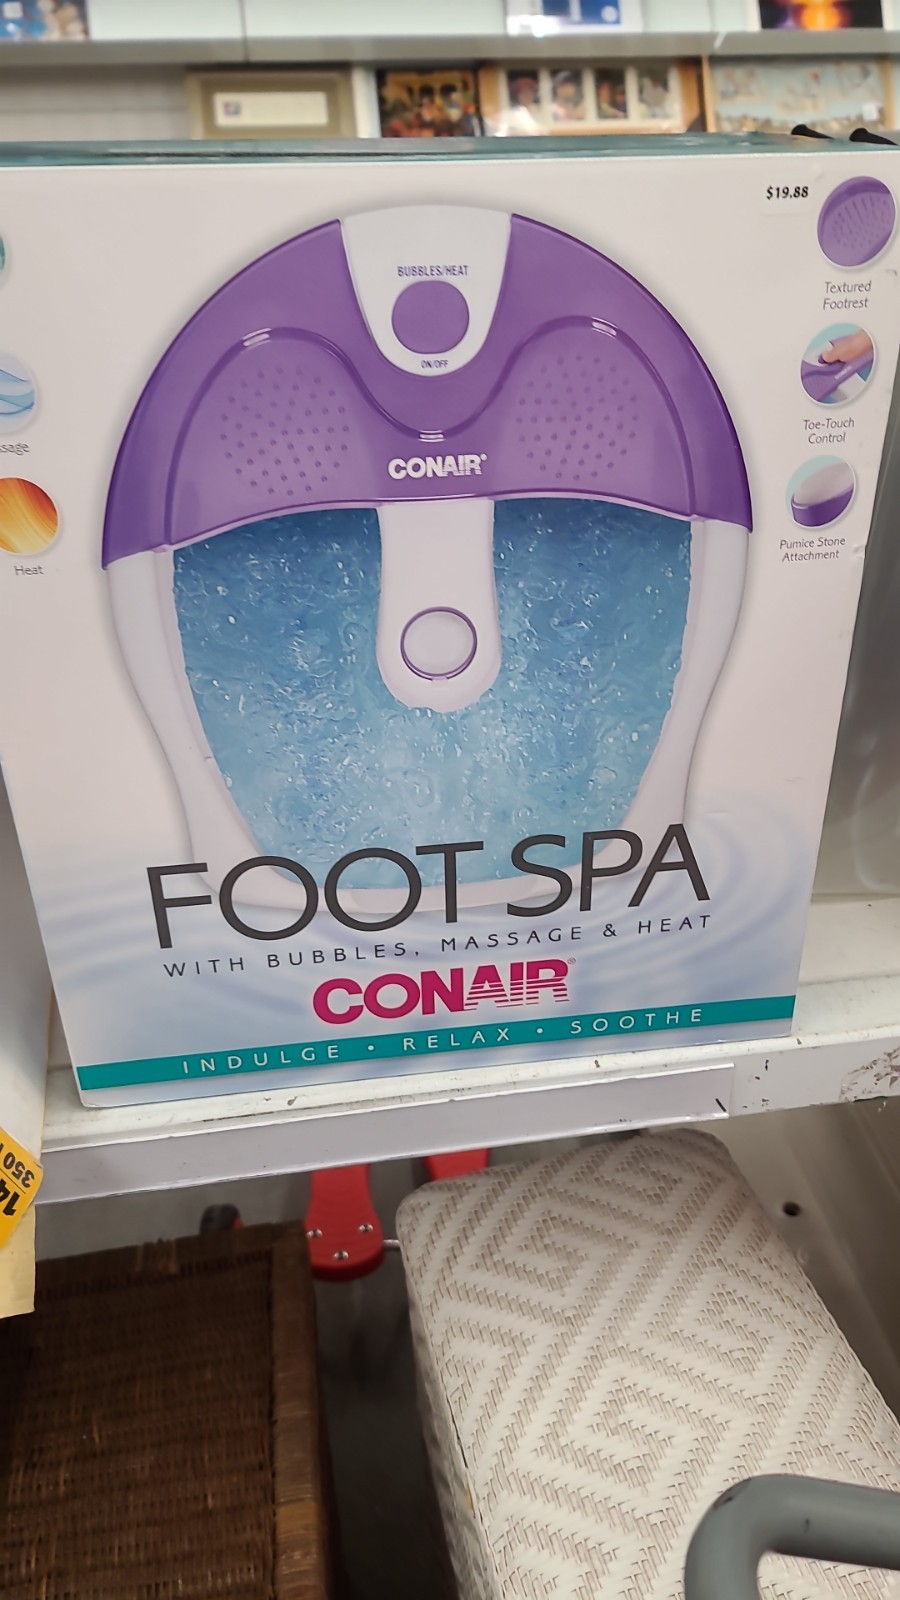 $19.88
BUBBLES/HEAT
ON/OFF
CONAIR
Textured
Footrest
Toe-Touch
Control
Pumice Stone
Attachment
Heat
FOOT SPA
WITH BUBBLES, MASSAGE & HEAT
CONAIR
INDULGE • RELAX • SOOTHE
350